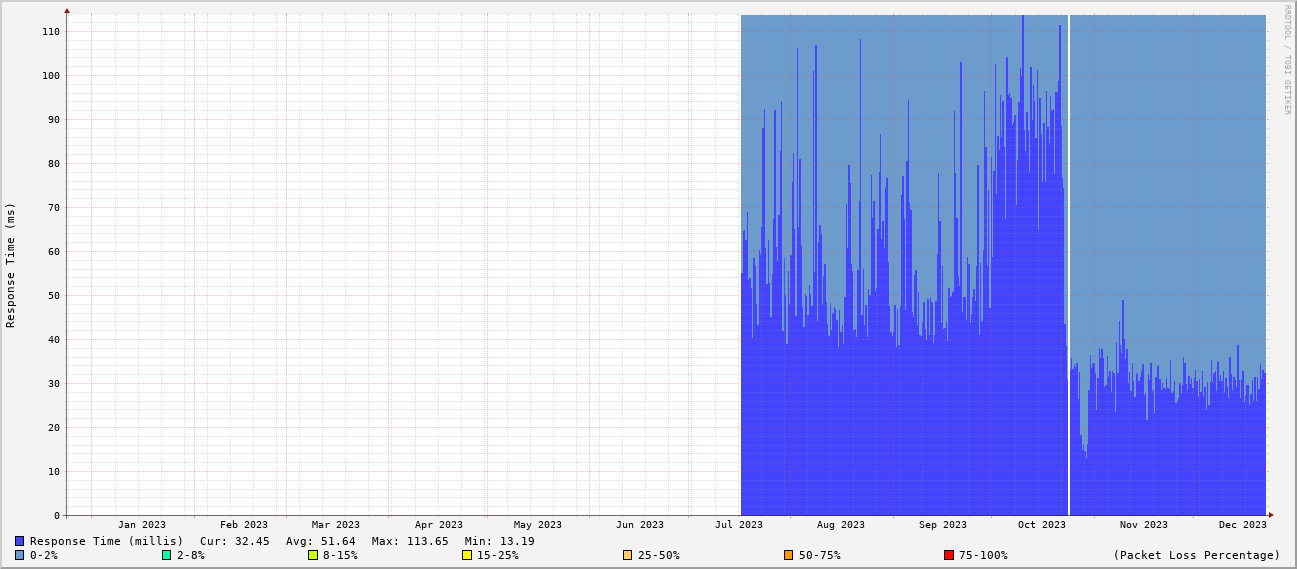 RRDTOOL / TOBI OETIKER
Response Time (ms)
110
100
90
80
70
60
50
40
30
20
10
0
Jan 2023 Feb 2023 Mar 2023 Apr 2023 May 2023 Jun 2023 Jul 2023 Aug 2023 Sep 2023 Oct 2023 Nov 2023 Dec 2023
Response Time (millis) Cur: 32.45 Avg: 51.64 Max: 113.65 Min: 13.19
0-2% 2-8% 8-15% 15-25% 25-50% 50-75% 75-100% (Packet Loss Percentage)